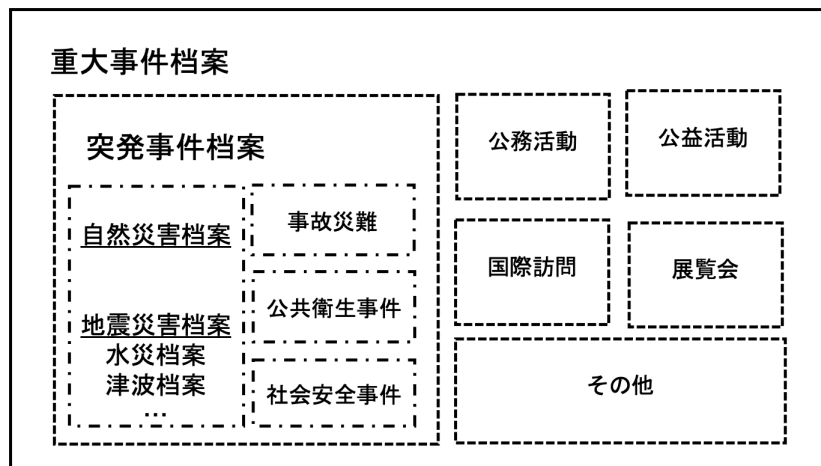 重大事件档案
突発事件档案
自然災害档案
地震災害档案
水災档案
津波档案
…
事故災難
公共衛生事件
社会安全事件
公務活動
公益活動
国際訪問
展覧会
その他